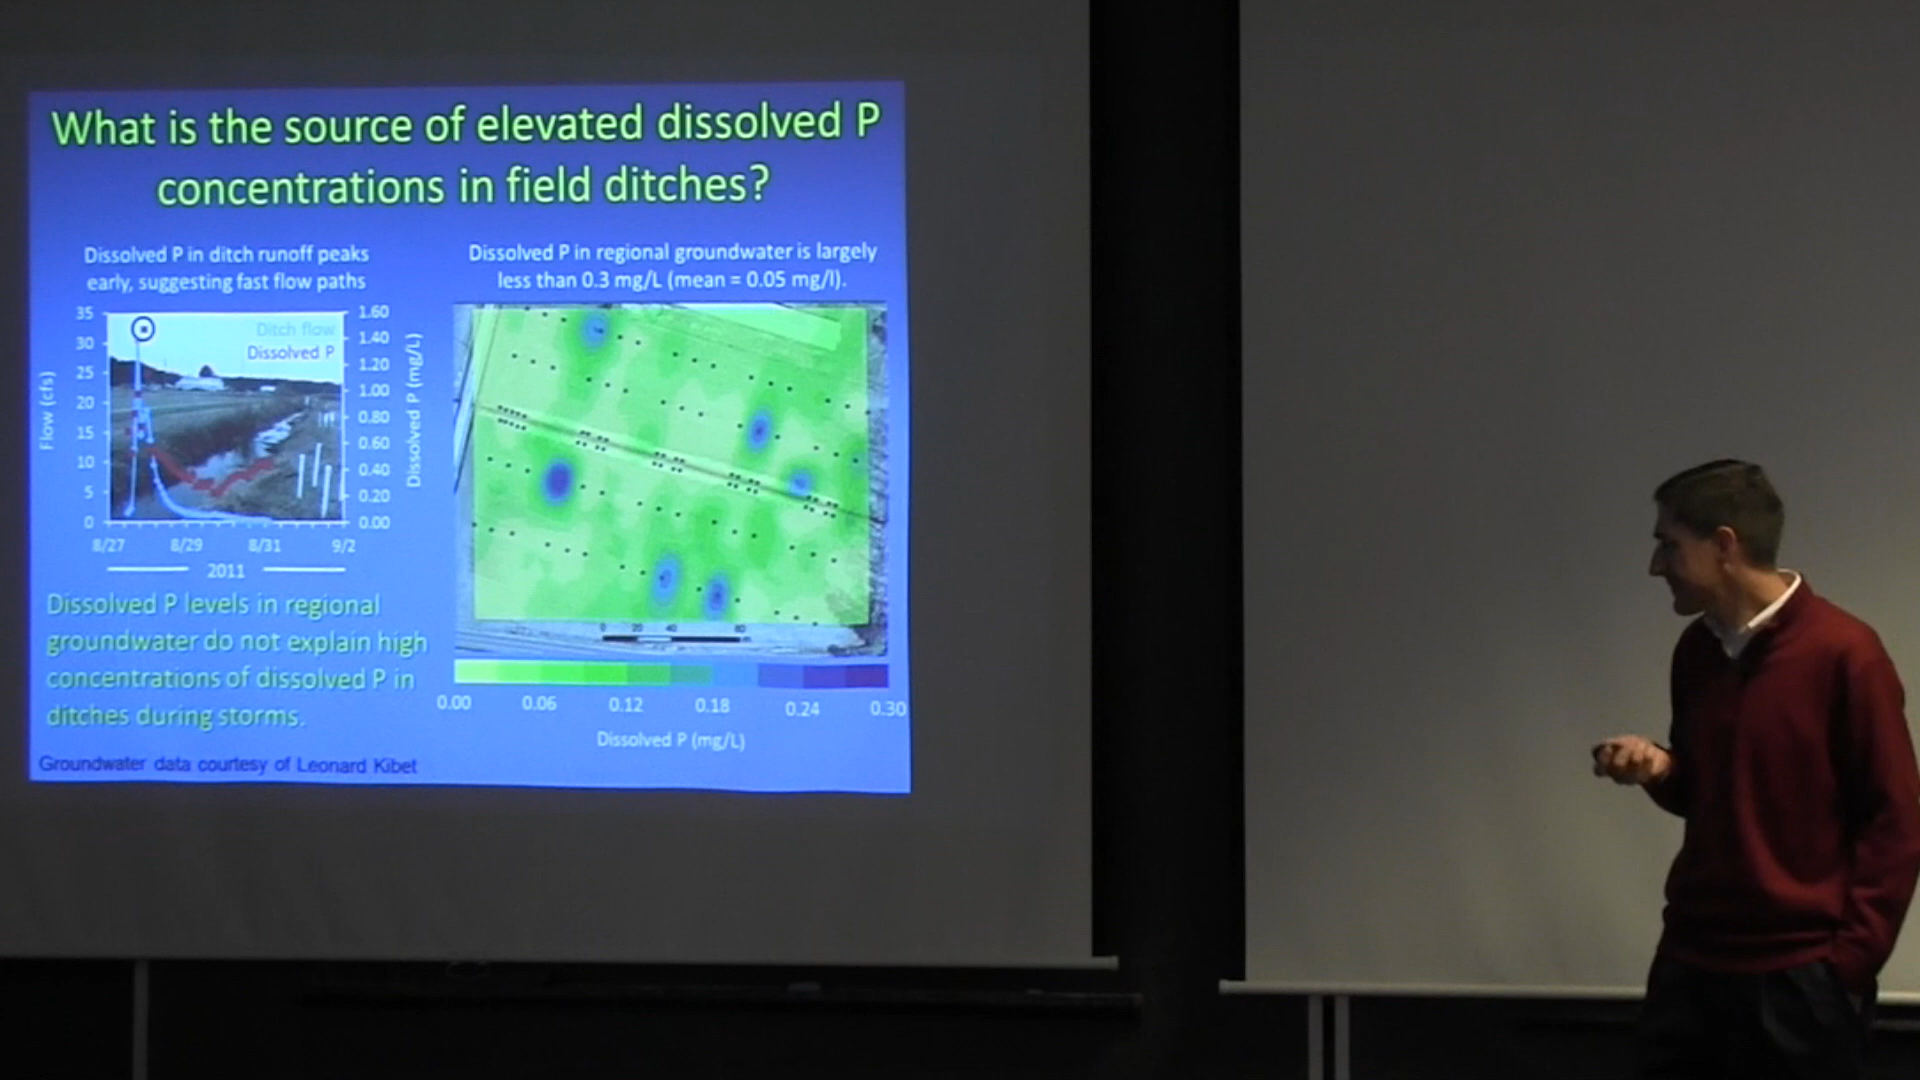 What is the source of elevated dissolved P
concentrations in field ditches?
Dissolved P in ditch runoff peaks
early, suggesting fast flow paths
35
30
25
20
15
10
5
0
Flow (cfs)
Ditch flow
Dissolved P
1.60
1.40
1.20
1.00
0.80
0.60
0.40
0.20
0.00
Dissolved P (mg/L)
8/27 8/29 8/31 9/2
2011
Dissolved P in regional groundwater is largely
less than 0.3 mg/L (mean = 0.05 mg/l).
0 20 40 80
0.00 0.06 0.12 0.18 0.24 0.30
Dissolved P (mg/L)
Dissolved P levels in regional
groundwater do not explain high
concentrations of dissolved P in
ditches during storms.
Groundwater data courtesy of Leonard Kibet